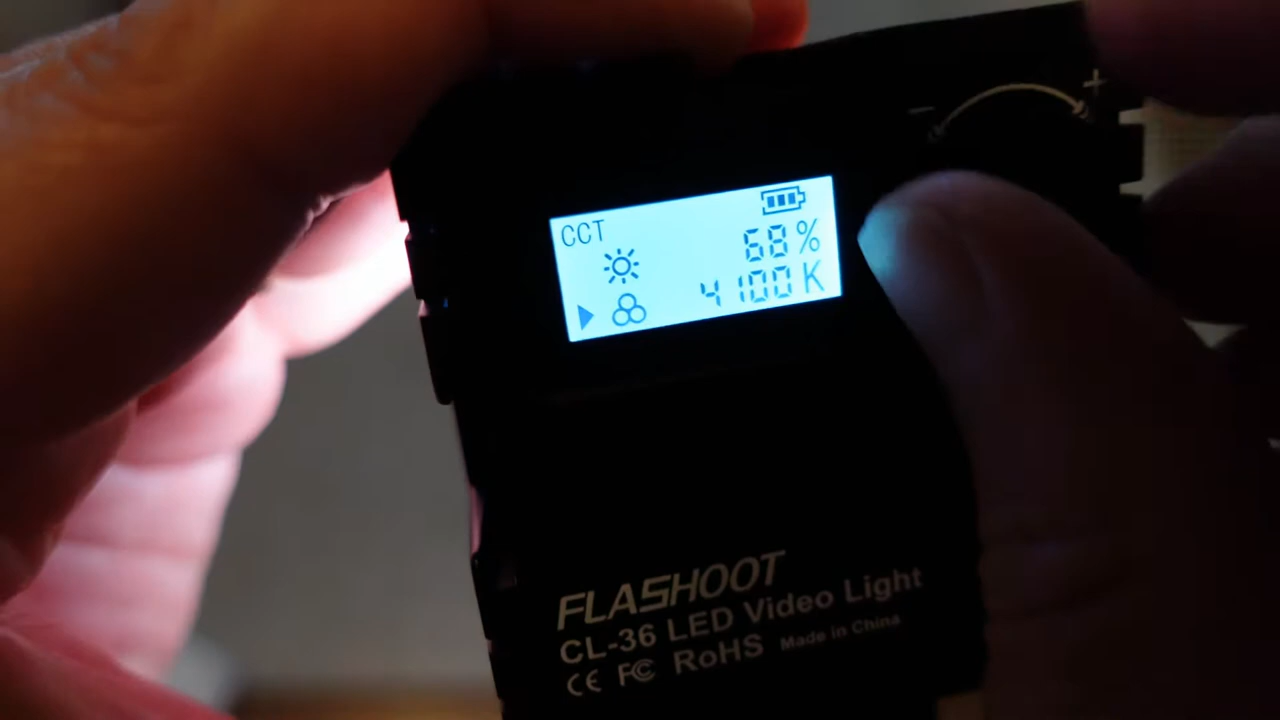 CCT
68%
4100K
- +
FLASHOOT
CL-36 LED Video Light
CE FC RoHS Made in China